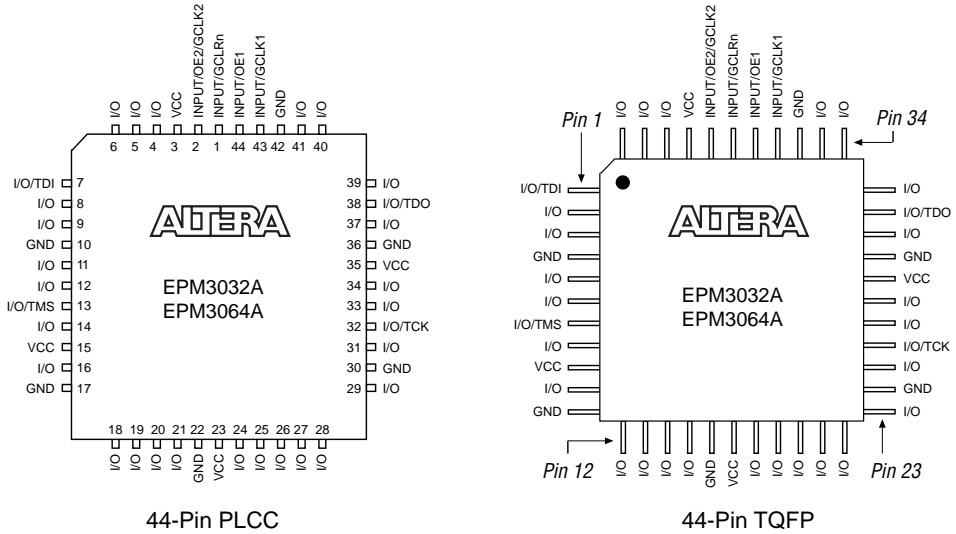 I/O I/O I/O VCC INPUT/OE2/GCLK2 INPUT/GCLRn INPUT/OE1 INPUT/GCLK1 GND I/O I/O
6 5 4 3 2 1 44 43 42 41 40
I/O/TDI 7
I/O 8
I/O 9
GND 10
I/O 11
I/O 12
I/O/TMS 13
I/O 14
VCC 15
I/O 16
GND 17
ALTERA
EPM3032A
EPM3064A
39 I/O
38 I/O/TDO
37 I/O
36 GND
35 VCC
34 I/O
33 I/O
32 I/O/TCK
31 I/O
30 GND
29 I/O
18 19 20 21 22 23 24 25 26 27 28
I/O I/O I/O I/O GND VCC I/O I/O I/O I/O I/O
44-Pin PLCC
I/O I/O I/O VCC INPUT/OE2/GCLK2 INPUT/GCLRn INPUT/OE1 INPUT/GCLK1 GND I/O I/O
Pin 1
Pin 34
I/O/TDI
I/O
I/O
GND
I/O
I/O
I/O/TMS
I/O
VCC
I/O
GND
ALTERA
EPM3032A
EPM3064A
I/O
I/O/TDO
I/O
GND
VCC
I/O
I/O
I/O/TCK
I/O
GND
I/O
Pin 12
Pin 23
I/O I/O I/O I/O GND VCC I/O I/O I/O I/O I/O
44-Pin TQFP